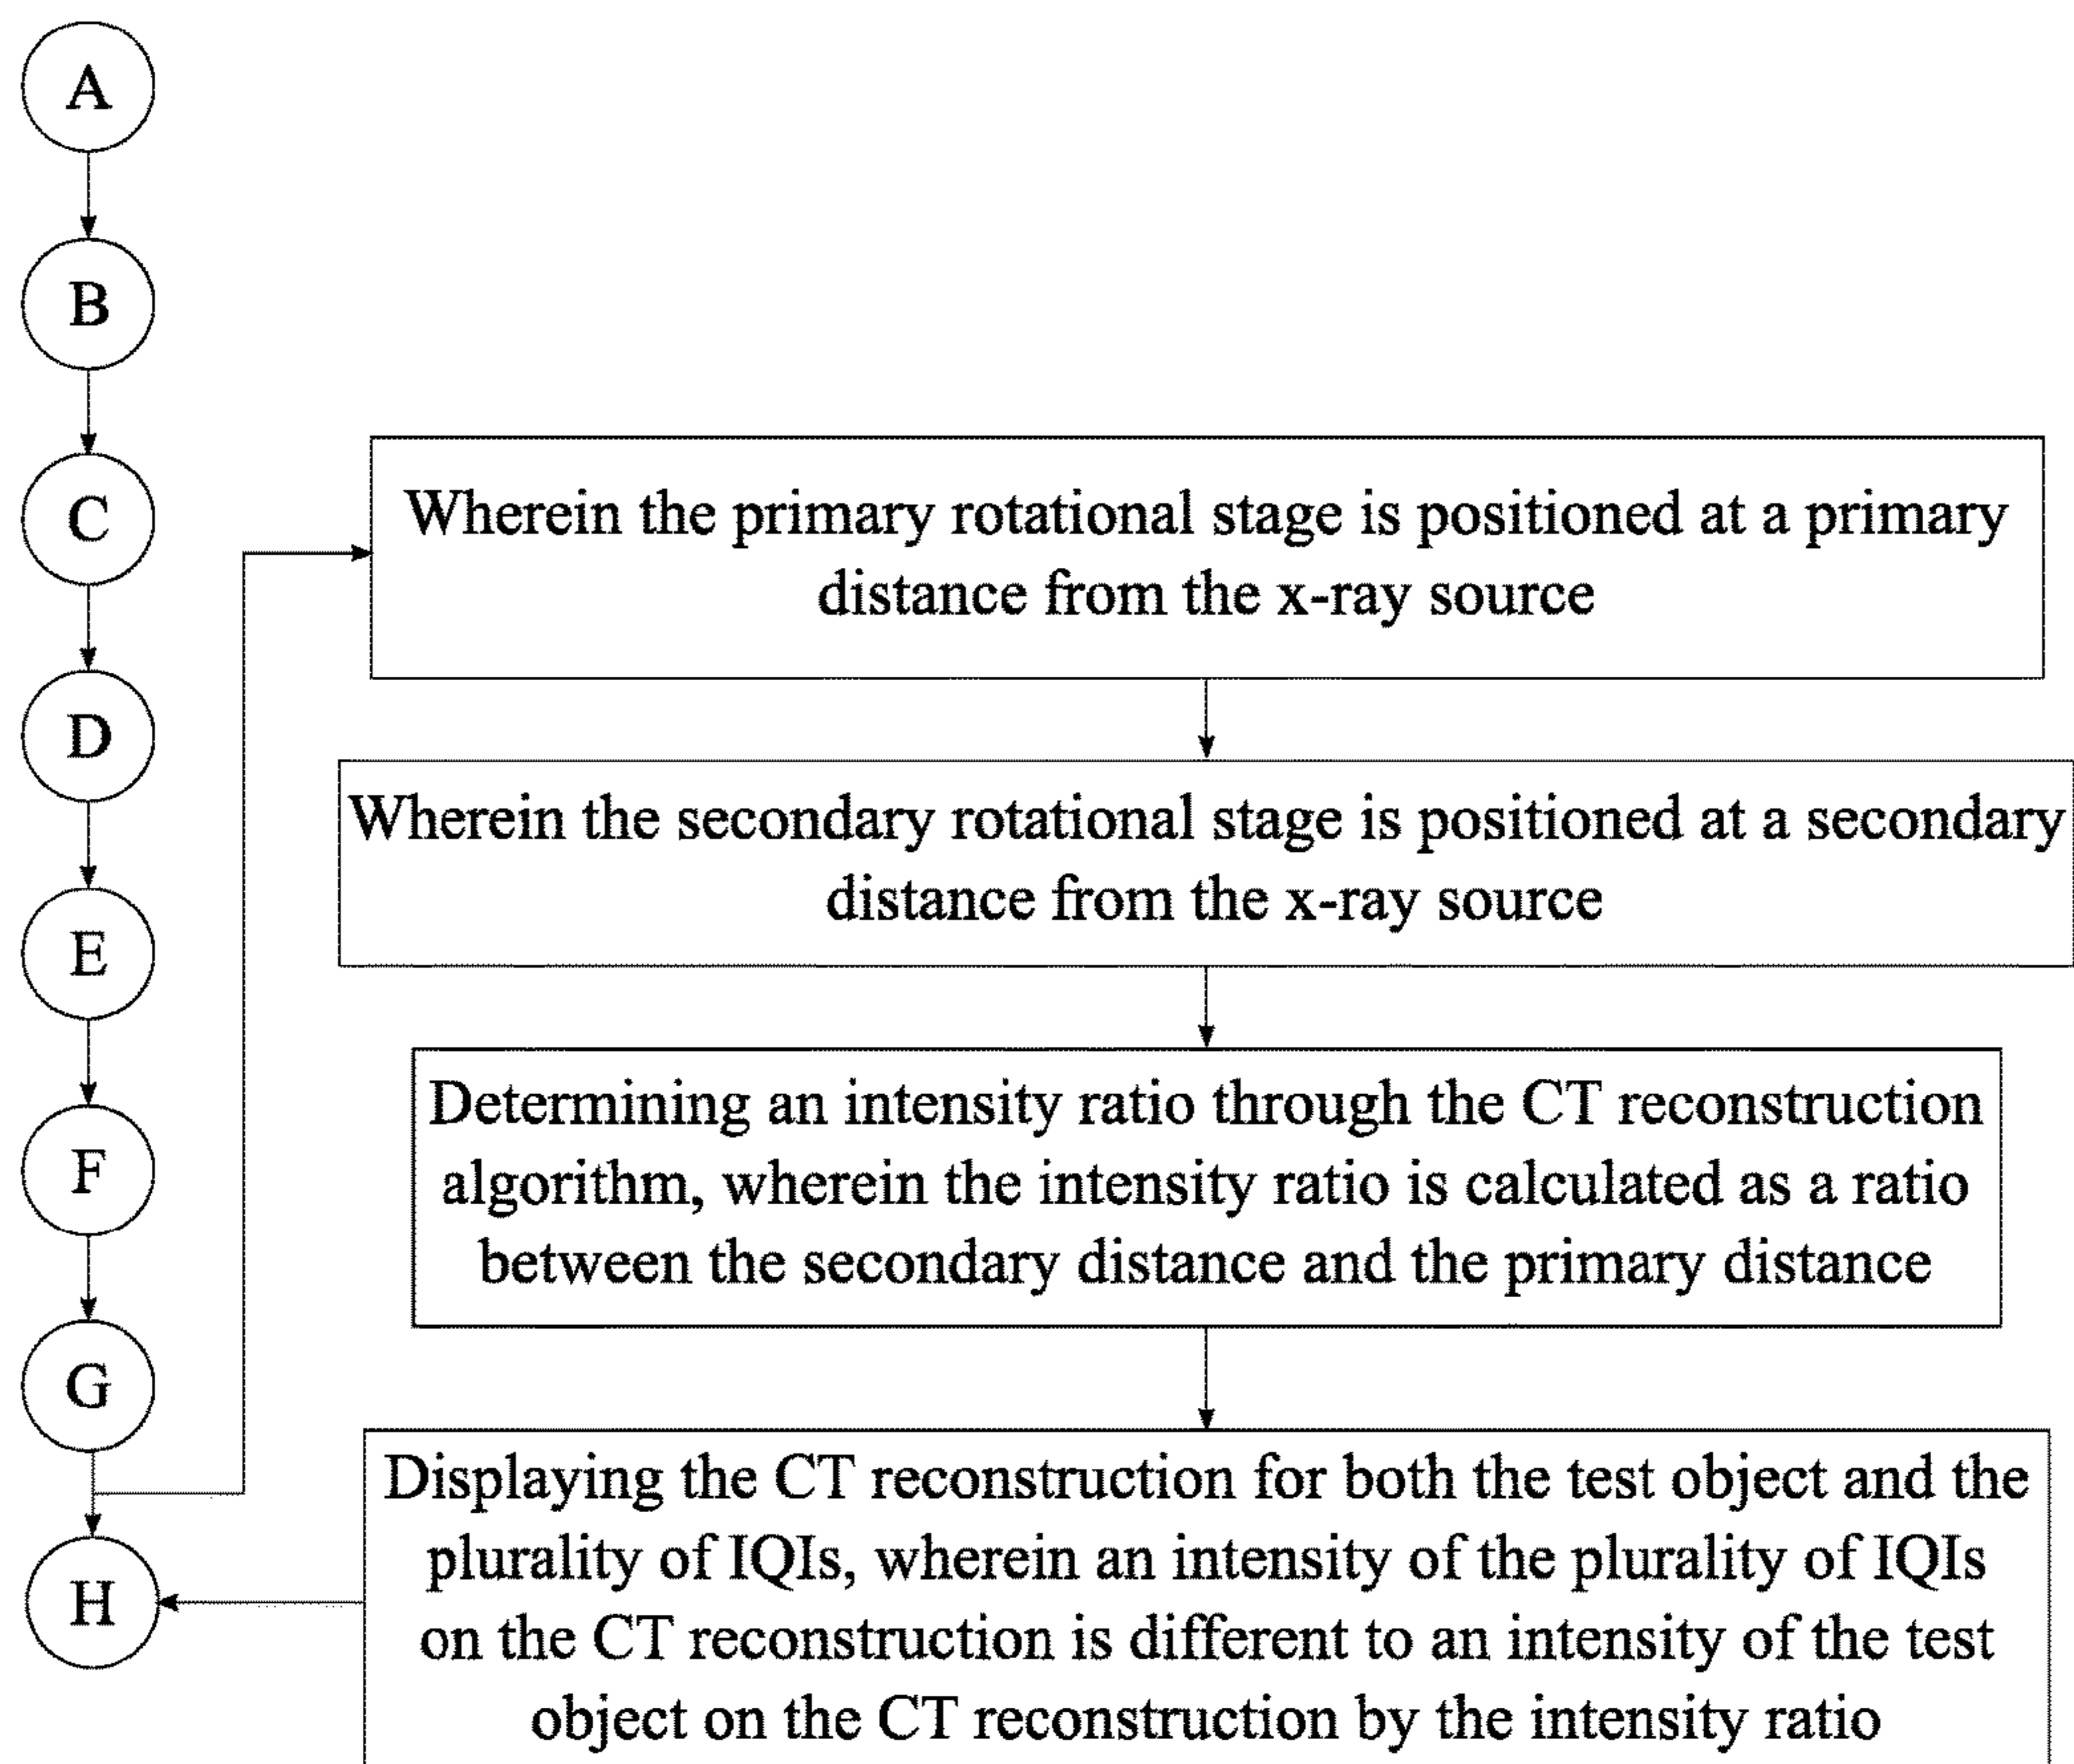 A
B
C
D
E
F
G
H
Wherein the primary rotational stage is positioned at a primary
distance from the x-ray source
Wherein the secondary rotational stage is positioned at a secondary
distance from the x-ray source
Determining an intensity ratio through the CT reconstruction
algorithm, wherein the intensity ratio is calculated as a ratio
between the secondary distance and the primary distance
Displaying the CT reconstruction for both the test object and the
plurality of IQIs, wherein an intensity of the plurality of IQIs
on the CT reconstruction is different to an intensity of the test
object on the CT reconstruction by the intensity ratio